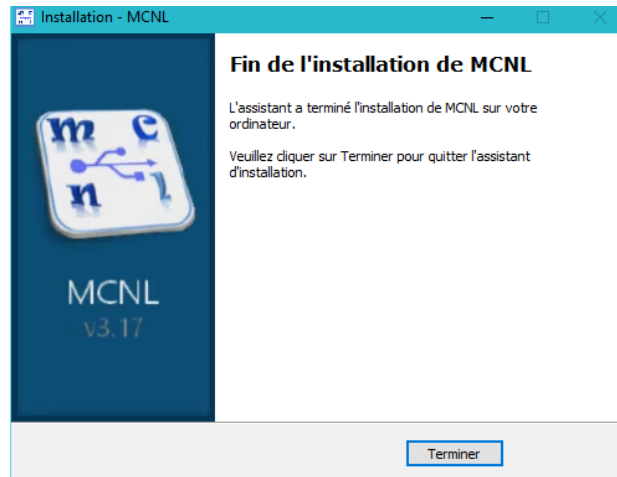 Installation - MCNL
Fin de l'installation de MCNL
L'assistant a terminé l'installation de MCNL sur votre
ordinateur.
Veuillez cliquer sur Terminer pour quitter l'assistant
d'installation.
m c
n l
MCNL
v3.17
Terminer